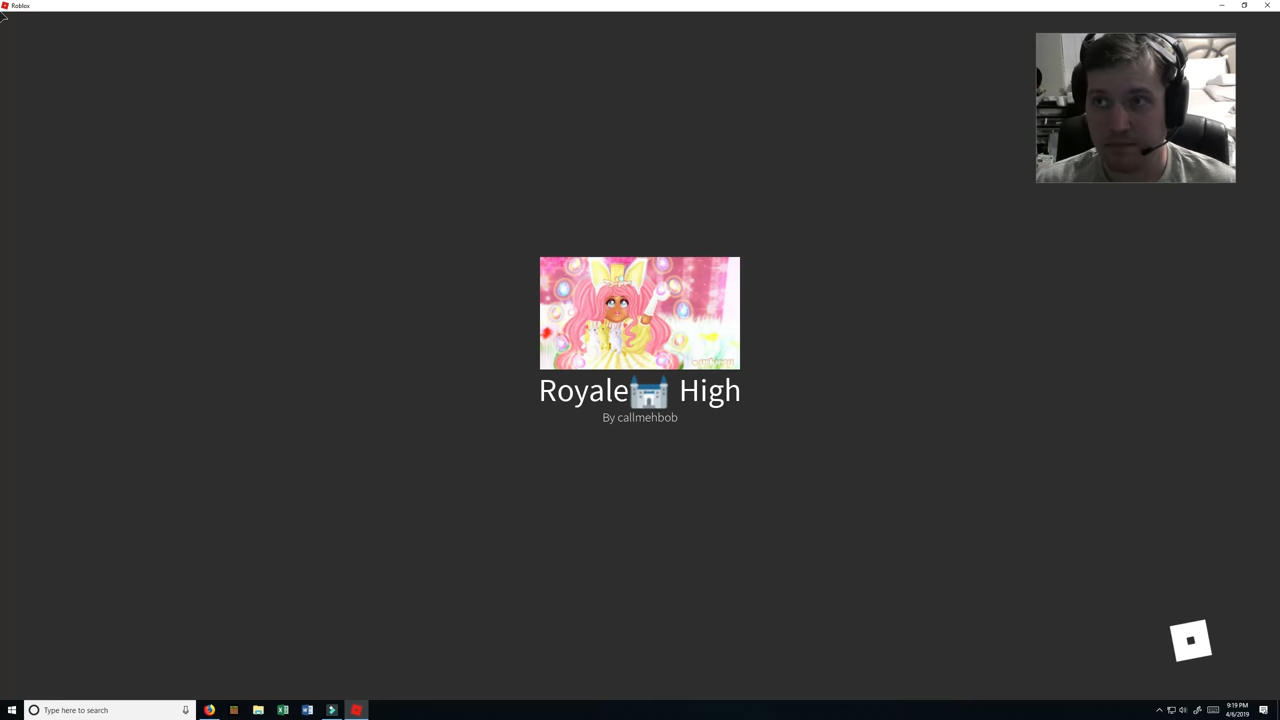 Roblox
Royale🏰 High
By callmehbob
Type here to search
9:19 PM
4/6/2019